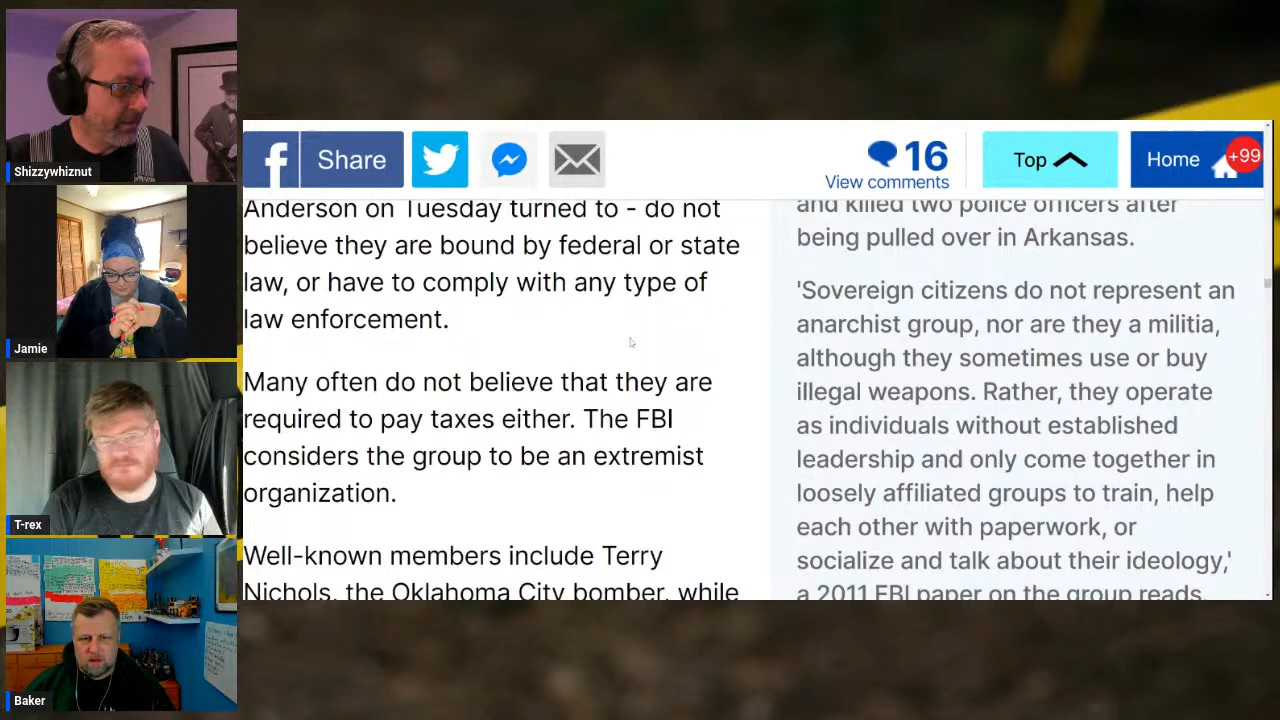 Shizzywhiznut
Jamie
T-rex
Baker
Share
16
View comments
Top
Home
+99
Anderson on Tuesday turned to - do not
believe they are bound by federal or state
law, or have to comply with any type of
law enforcement.
Many often do not believe that they are
required to pay taxes either. The FBI
considers the group to be an extremist
organization.
Well-known members include Terry
Nichols, the Oklahoma City bomber, while
and killed two police officers after
being pulled over in Arkansas.
'Sovereign citizens do not represent an
anarchist group, nor are they a militia,
although they sometimes use or buy
illegal weapons. Rather, they operate
as individuals without established
leadership and only come together in
loosely affiliated groups to train, help
each other with paperwork, or
socialize and talk about their ideology,'
a 2011 FBI paper on the group reads.